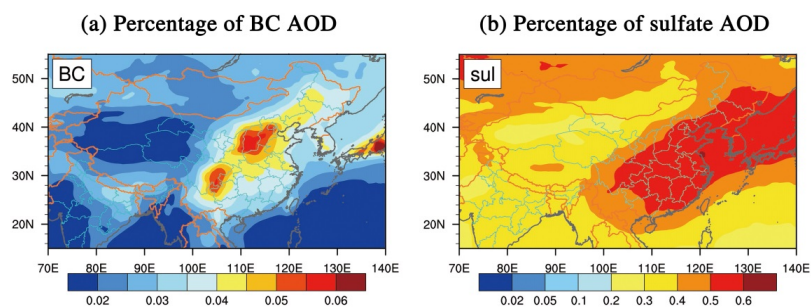 (a) Percentage of BC AOD
(b) Percentage of sulfate AOD
BC
50N
40N
30N
20N
70E 80E 90E 100E 110E 120E 130E 140E
0.02 0.03 0.04 0.05 0.06
sul
50N
40N
30N
20N
70E 80E 90E 100E 110E 120E 130E 140E
0.02 0.05 0.1 0.2 0.3 0.4 0.5 0.6